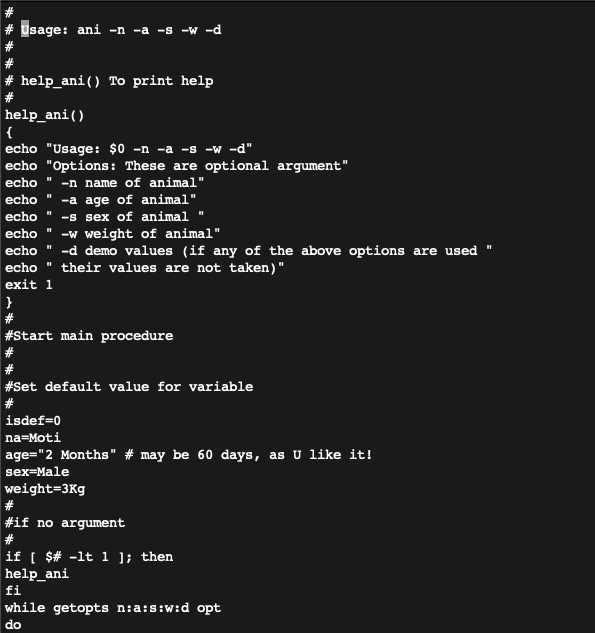 #
# Usage: ani -n -a -s -w -d
#
#
# help_ani() To print help
#
help_ani()
{
echo "Usage: $0 -n -a -s -w -d"
echo "Options: These are optional argument"
echo " -n name of animal"
echo " -a age of animal"
echo " -s sex of animal "
echo " -w weight of animal"
echo " -d demo values (if any of the above options are used "
echo " their values are not taken)"
exit 1
}
#
#Start main procedure
#
#
#Set default value for variable
#
isdef=0
na=Moti
age="2 Months" # may be 60 days, as U like it!
sex=Male
weight=3Kg
#
#if no argument
#
if [ $# -lt 1 ]; then
help_ani
fi
while getopts n:a:s:w:d opt
do